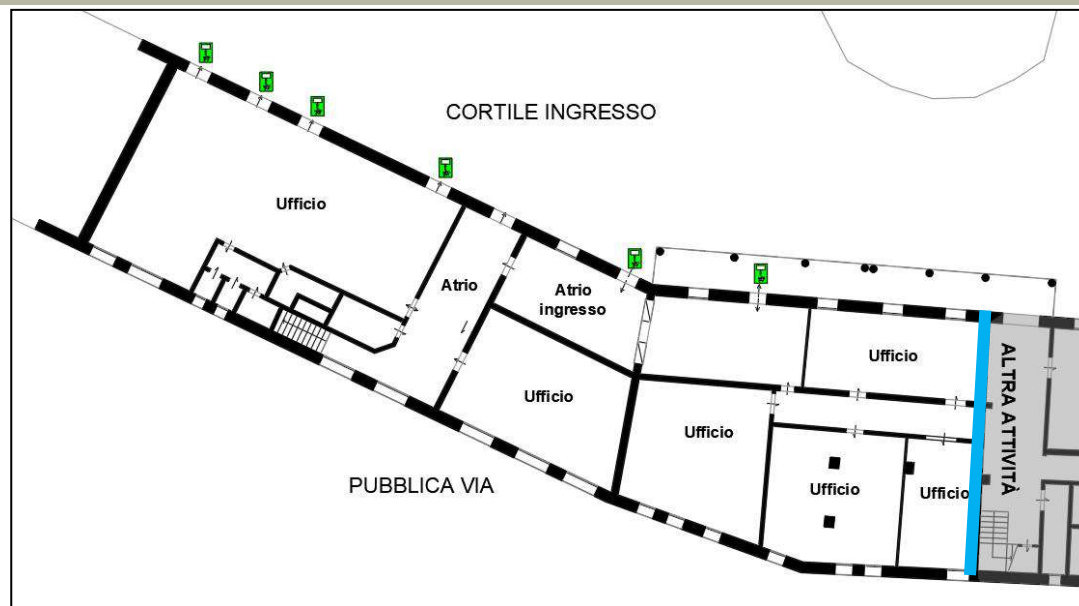 CORTILE INGRESSO
Ufficio
Atrio
Atrio
ingresso
Ufficio
Ufficio
Ufficio
Ufficio
Ufficio
PUBBLICA VIA
ALTRA ATTIVITÀ